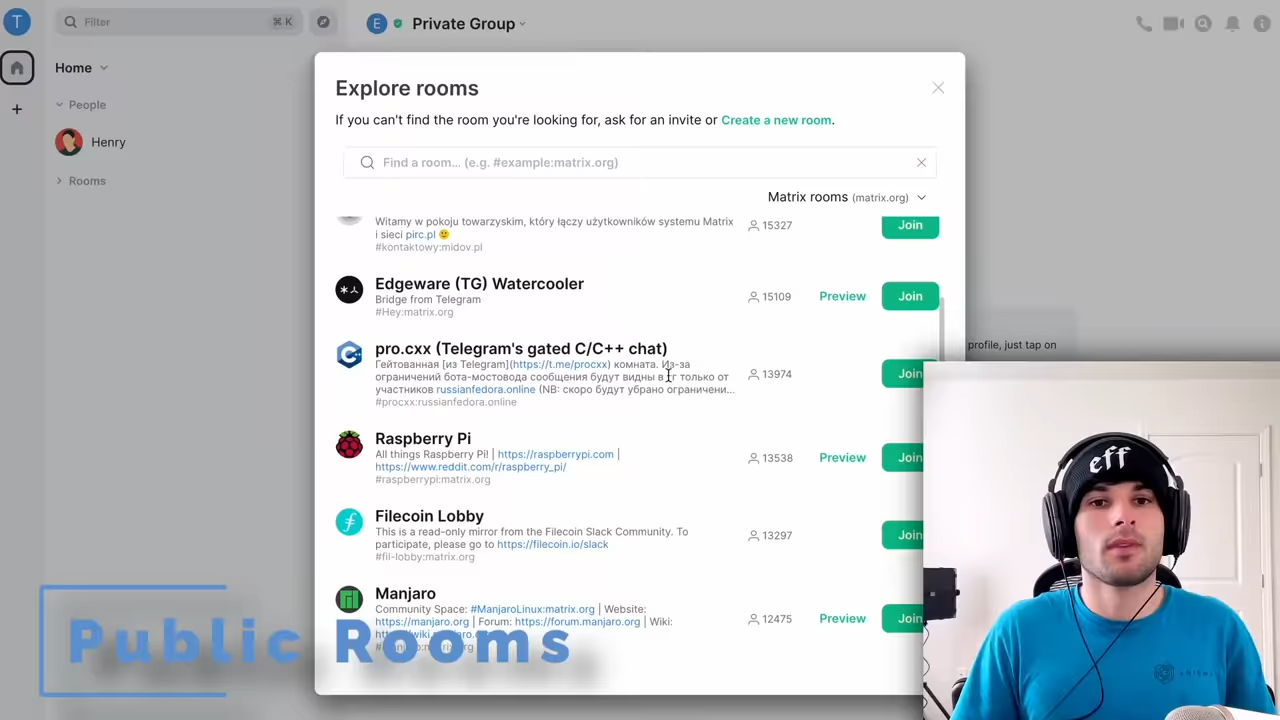 T
Filter
⌘ K
E
Private Group
Home
People
Henry
Rooms
Explore rooms
If you can't find the room you're looking for, ask for an invite or Create a new room.
Find a room… (e.g. #example:matrix.org)
Matrix rooms (matrix.org)
Witamy w pokoju towarzyskim, który łączy użytkowników systemu Matrix
i sieci pirc.pl 🙂
#kontaktowy:midov.pl
15327
Join
Edgeware (TG) Watercooler
Bridge from Telegram
#Hey:matrix.org
15109
Preview
Join
pro.cxx (Telegram's gated C/C++ chat)
Гейтованная [из Telegram](https://t.me/procxx) комната. Из-за
ограничений бота-мостовода сообщения будут видны в тг только от
участников russianfedora.online (NB: скоро будут убрано ограничени…
#procxx:russianfedora.online
13974
Join
profile, just tap on
Raspberry Pi
All things Raspberry Pi! | https://raspberrypi.com |
https://www.reddit.com/r/raspberry_pi/
#raspberrypi:matrix.org
13538
Preview
Join
Filecoin Lobby
This is a read-only mirror from the Filecoin Slack Community. To
participate, please go to https://filecoin.io/slack
#fil-lobby:matrix.org
13297
Join
Manjaro
Community Space: #ManjaroLinux:matrix.org | Website:
https://manjaro.org | Forum: https://forum.manjaro.org | Wiki:
12475
Preview
Join
Public Rooms
eff